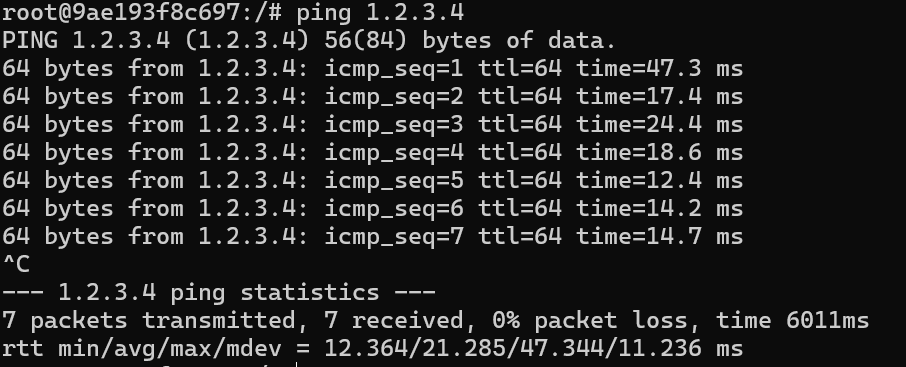 root@9ae193f8c697:/# ping 1.2.3.4
PING 1.2.3.4 (1.2.3.4) 56(84) bytes of data.
64 bytes from 1.2.3.4: icmp_seq=1 ttl=64 time=47.3 ms
64 bytes from 1.2.3.4: icmp_seq=2 ttl=64 time=17.4 ms
64 bytes from 1.2.3.4: icmp_seq=3 ttl=64 time=24.4 ms
64 bytes from 1.2.3.4: icmp_seq=4 ttl=64 time=18.6 ms
64 bytes from 1.2.3.4: icmp_seq=5 ttl=64 time=12.4 ms
64 bytes from 1.2.3.4: icmp_seq=6 ttl=64 time=14.2 ms
64 bytes from 1.2.3.4: icmp_seq=7 ttl=64 time=14.7 ms
^C
--- 1.2.3.4 ping statistics ---
7 packets transmitted, 7 received, 0% packet loss, time 6011ms
rtt min/avg/max/mdev = 12.364/21.285/47.344/11.236 ms